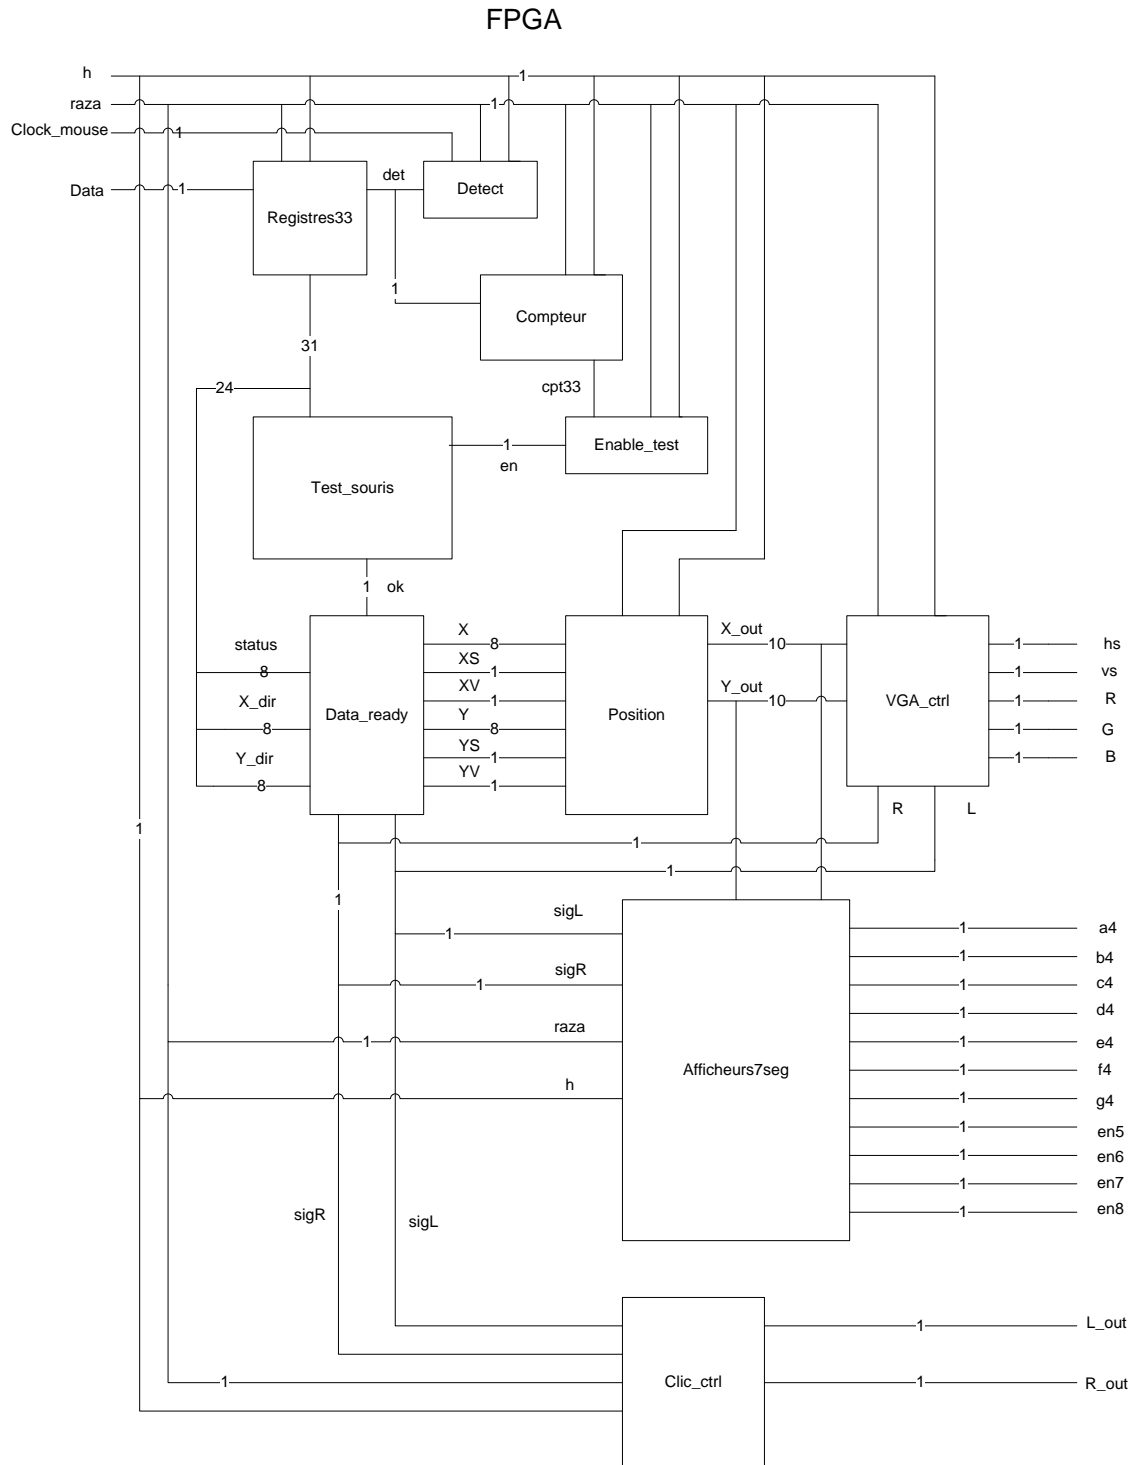 FPGA
h
1
raza
1
Clock_mouse
1
det
Data
1
Detect
Registres33
1
Compteur
31
24
cpt33
Enable_test
1
en
Test_souris
1 ok
X
X_out
status
8
10
hs
1
XS
8
1
vs
1
X_dir
XV
Y_out
1
10
R
1
Data_ready
Position
VGA_ctrl
Y
8
8
G
1
Y_dir
YS
1
B
1
YV
8
1
R
L
1
1
1
1
sigL
a4
1
1
b4
1
sigR
c4
1
1
d4
1
raza
e4
1
1
Afficheurs7seg
f4
1
h
g4
1
en5
1
en6
1
en7
1
sigR
sigL
en8
1
L_out
1
Clic_ctrl
1
R_out
1